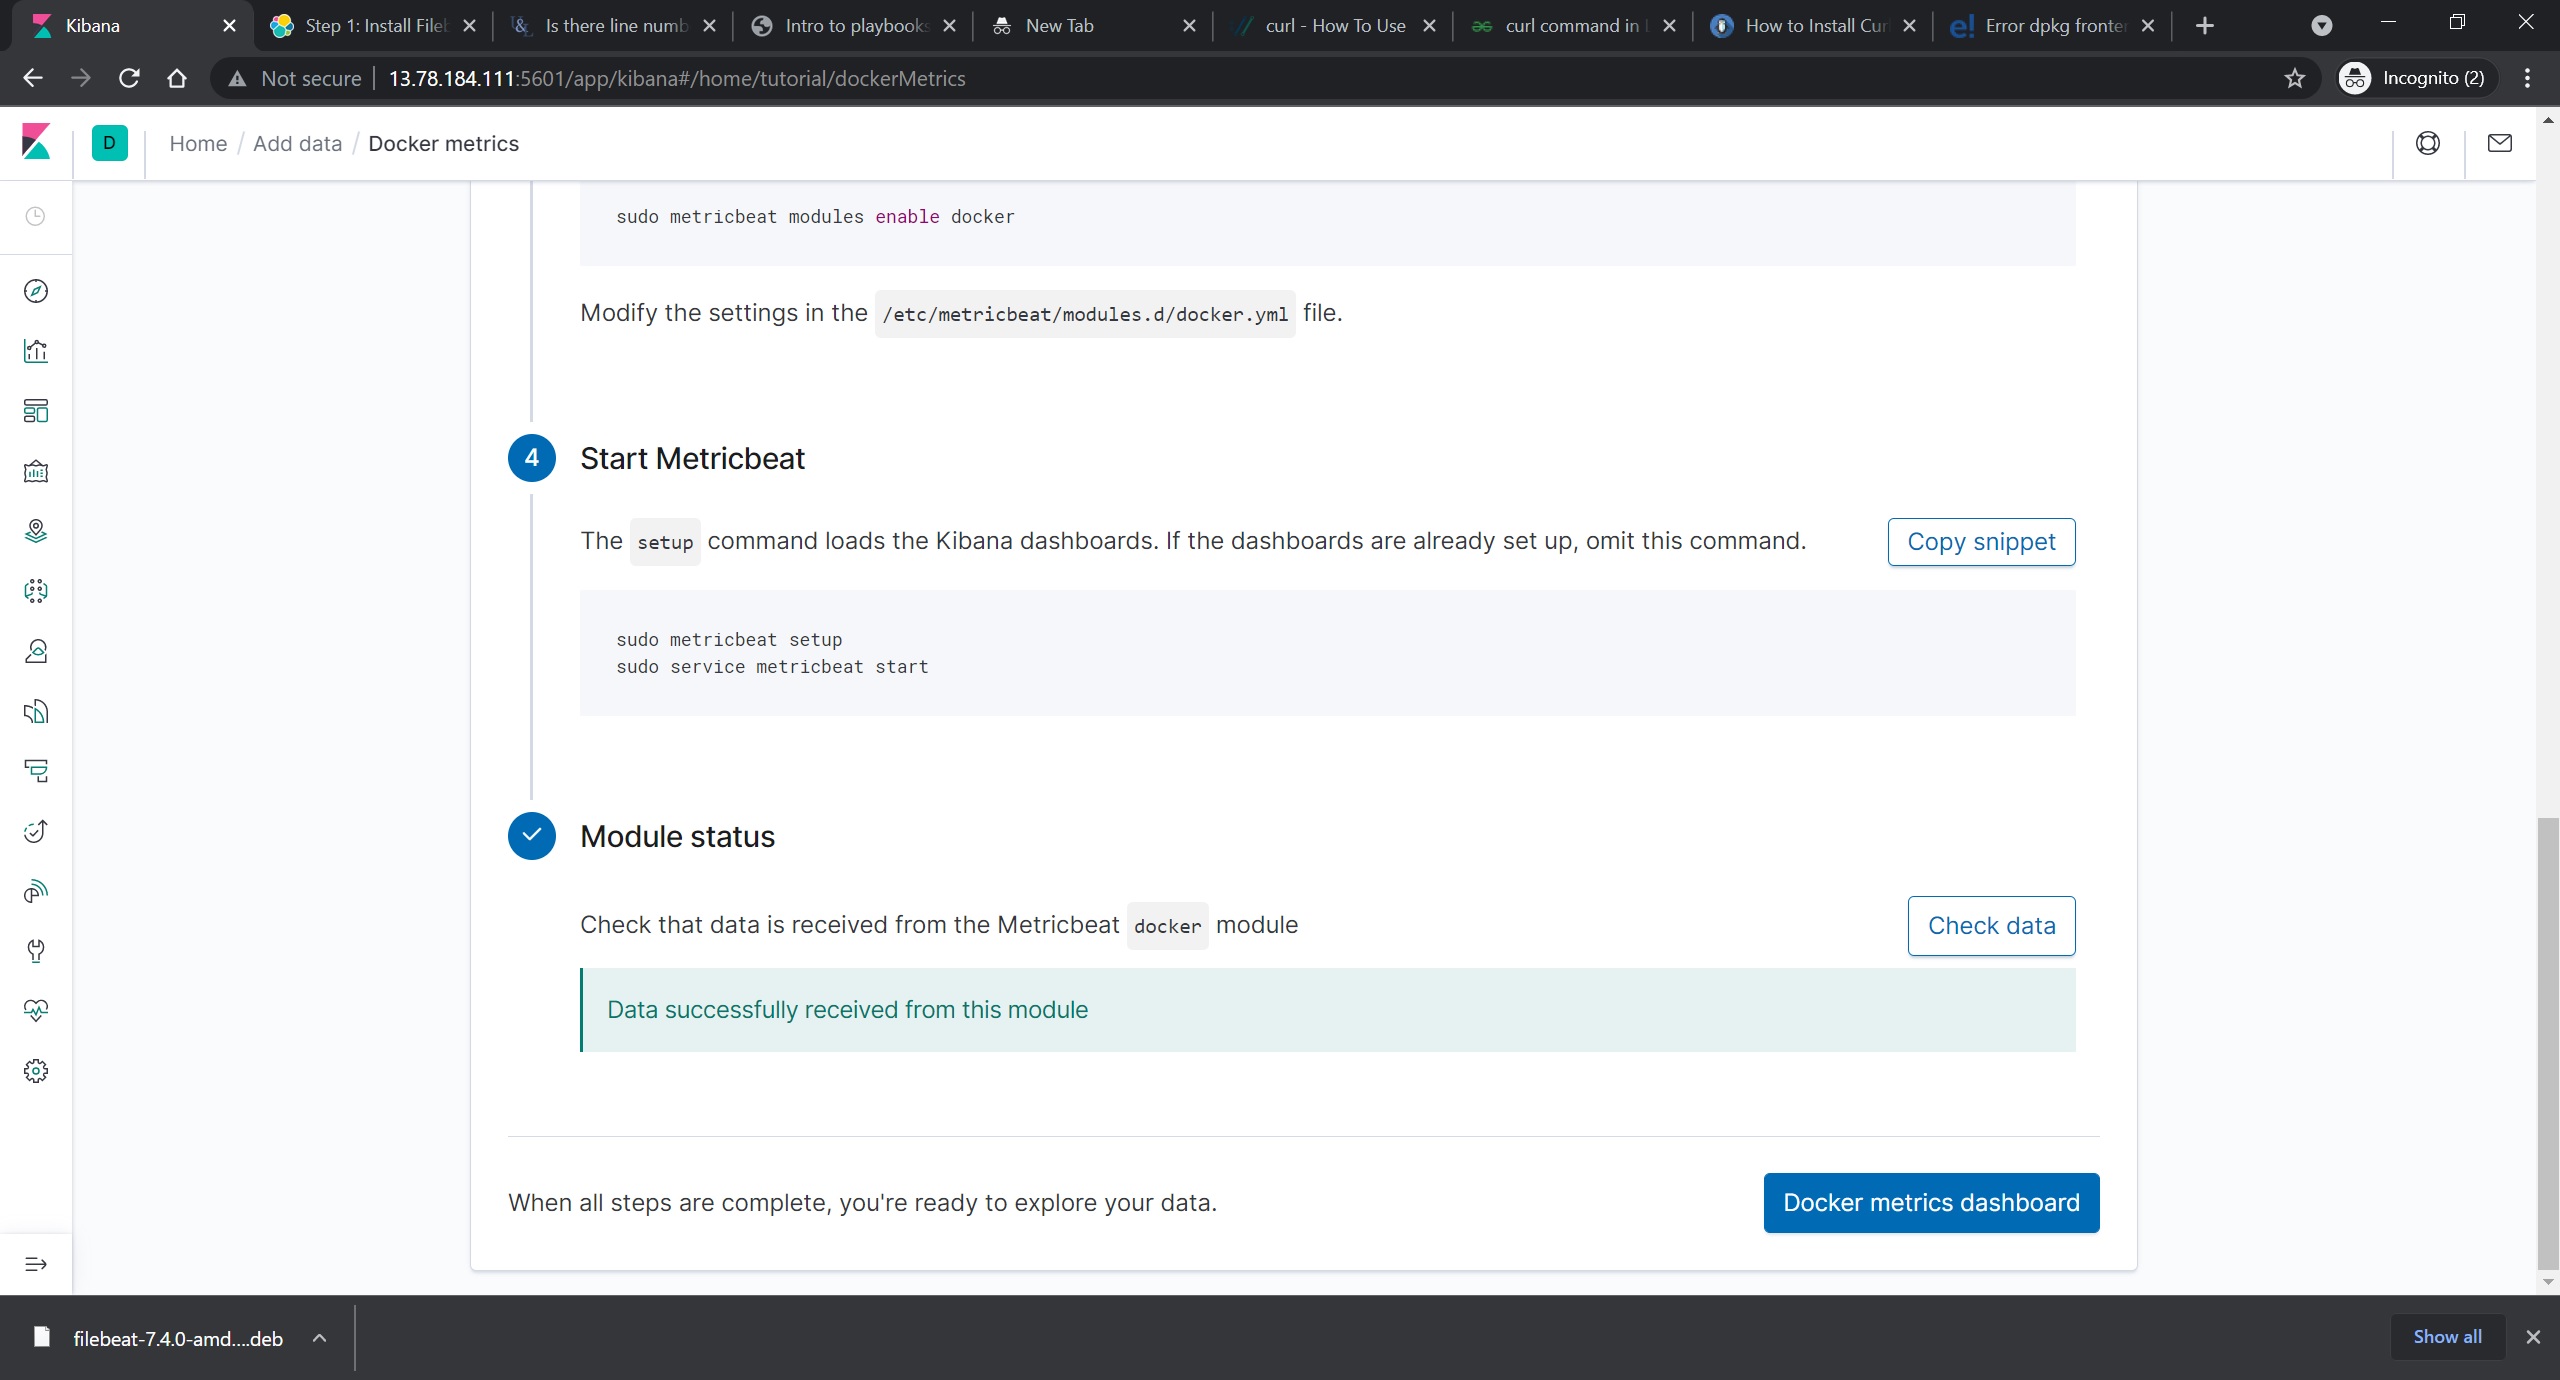 Kibana
Step 1: Install Fileb
Is there line numb
Intro to playbooks
New Tab
curl - How To Use
curl command in L
How to Install Curl
Error dpkg fronten
Not secure
13.78.184.111:5601/app/kibana#/home/tutorial/dockerMetrics
Incognito (2)
D
Home / Add data / Docker metrics
sudo metricbeat modules enable docker
Modify the settings in the /etc/metricbeat/modules.d/docker.yml file.
4
Start Metricbeat
The setup command loads the Kibana dashboards. If the dashboards are already set up, omit this command.
Copy snippet
sudo metricbeat setup
sudo service metricbeat start
Module status
Check that data is received from the Metricbeat docker module
Check data
Data successfully received from this module
When all steps are complete, you're ready to explore your data.
Docker metrics dashboard
filebeat-7.4.0-amd....deb
Show all